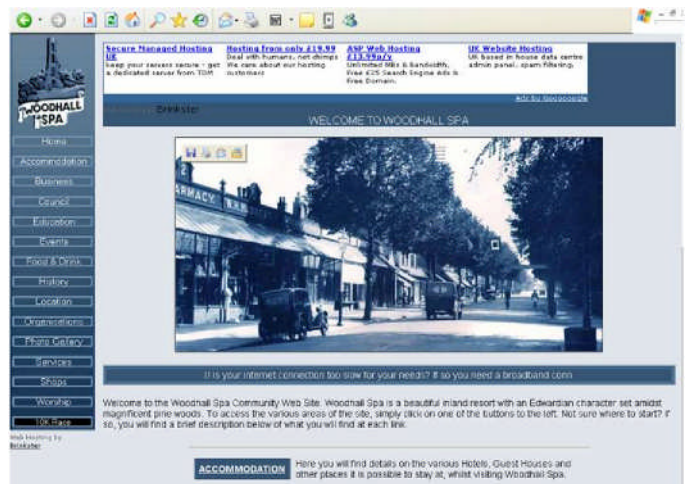 Secure Managed Hosting
UK
keep your servers secure - get
a dedicated server from TDM
Hosting from only £19.99
Deal with humans, not chimps
We care about our hosting
customers
ASP Web Hosting
£13.99p/y
Unlimited MBs & Bandwidth,
Free £25 Search Engine Ads &
Free Domain.
UK Website Hosting
UK based in house data centre
admin panel, spam filtering.
Ads by Goooooogle
Brinkster
WELCOME TO WOODHALL SPA
WOODHALL
SPA
Home
Accommodation
Business
Council
Education
Events
Food & Drink
History
Location
Organisations
Photo Gallery
Services
Shops
Worship
10K Race
Web Hosting by
Brinkster
PHARMACY
Is your internet connection too slow for your needs? If so you need a broadband conn
Welcome to the Woodhall Spa Community Web Site. Woodhall Spa is a beautiful inland resort with an Edwardian character set amidst
magnificent pine woods. To access the various areas of the site, simply click on one of the buttons to the left. Not sure where to start? If
so, you will find a brief description below of what you will find at each link.
ACCOMMODATION
Here you will find details on the various Hotels, Guest Houses and
other places it is possible to stay at, whilst visiting Woodhall Spa.